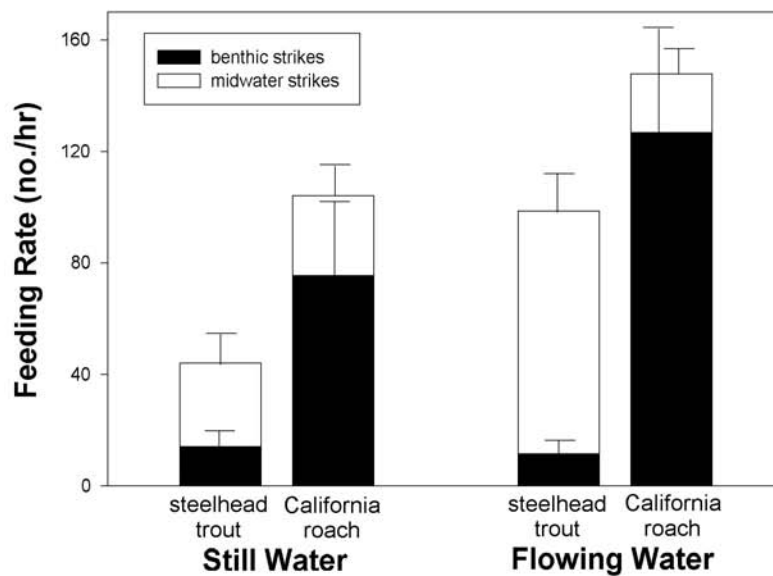 Feeding Rate (no./hr)
160
120
80
40
0
benthic strikes
midwater strikes
steelhead
trout
California
roach
steelhead
trout
California
roach
Still Water
Flowing Water